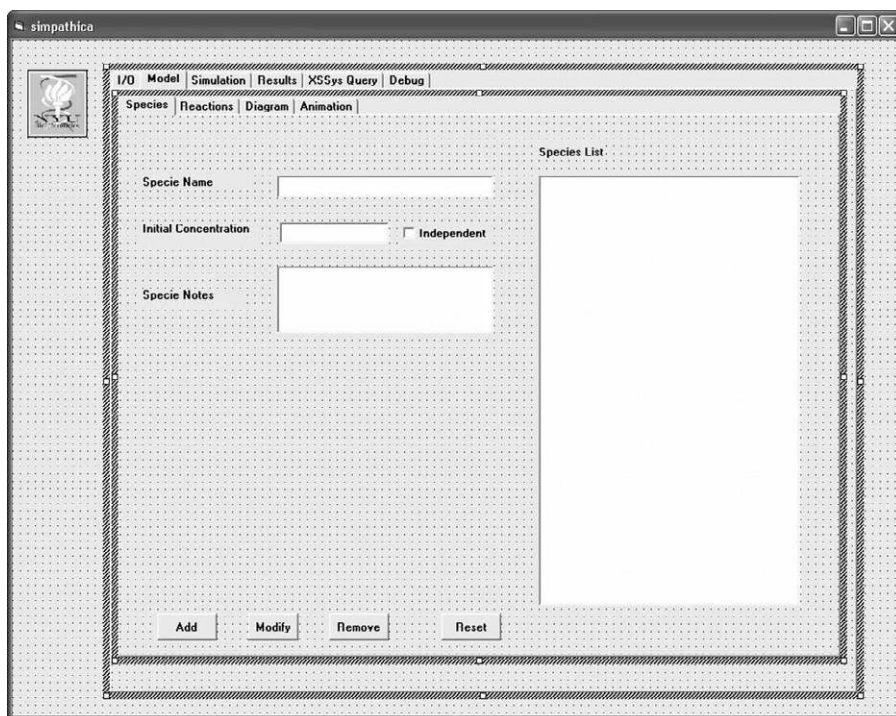 simpathica
I/O Model Simulation Results XSSys Query Debug
Species Reactions Diagram Animation
Species List
Specie Name
Initial Concentration
Independent
Specie Notes
NYU
Add Modify Remove Reset